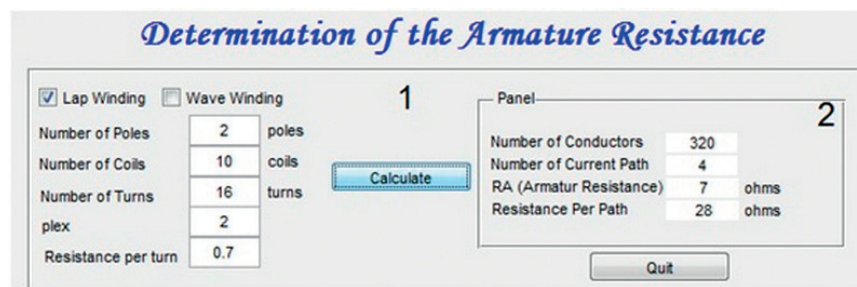 Determination of the Armature Resistance
Lap Winding Wave Winding
1
Number of Poles 2 poles
Number of Coils 10 coils
Number of Turns 16 turns
plex 2
Resistance per turn 0.7
Calculate
Panel
2
Number of Conductors 320
Number of Current Path 4
RA (Armatur Resistance) 7 ohms
Resistance Per Path 28 ohms
Quit